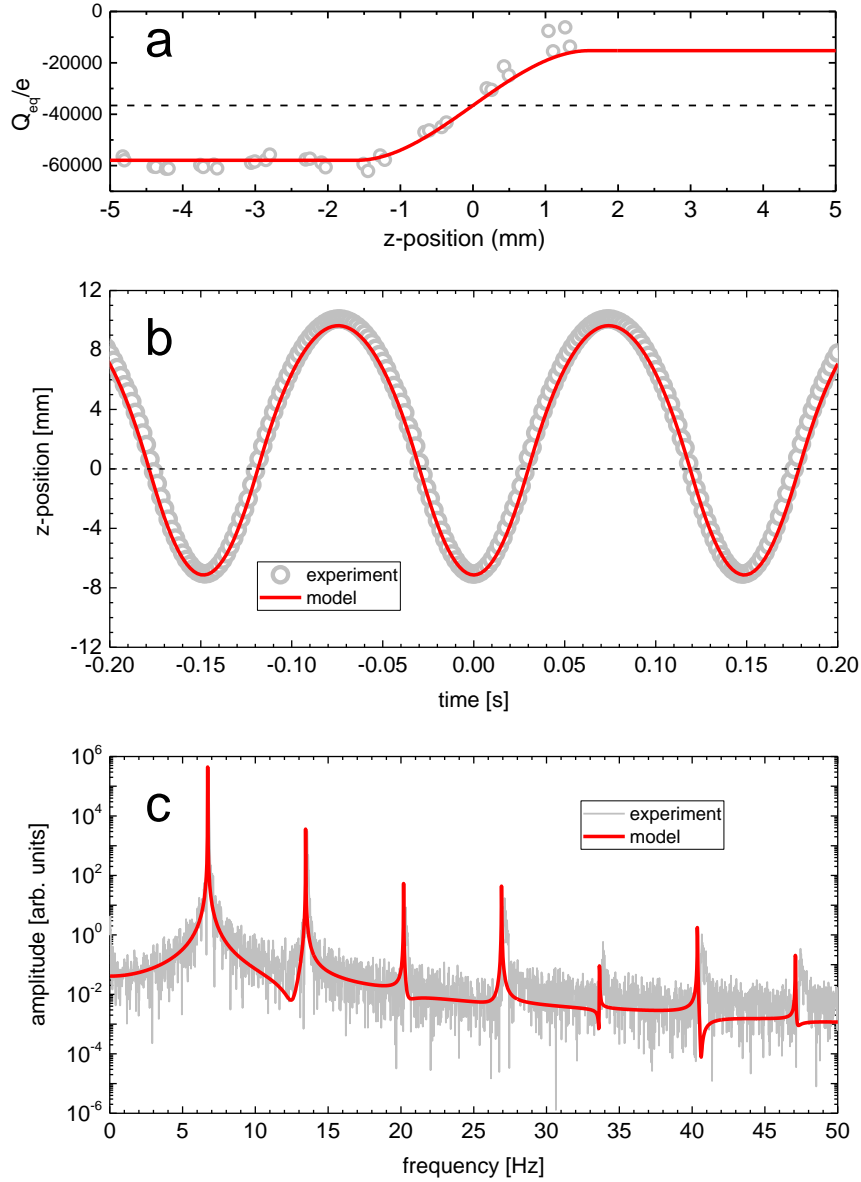 a
0
-20000
-40000
-60000
Q_eq/e
-5 -4 -3 -2 -1 0 1 2 3 4 5
z-position (mm)
b
12
8
4
0
-4
-8
-12
z-position [mm]
experiment
model
-0.20 -0.15 -0.10 -0.05 0.00 0.05 0.10 0.15 0.20
time [s]
c
10^6
10^4
10^2
10^0
10^-2
10^-4
10^-6
amplitude [arb. units]
experiment
model
0 5 10 15 20 25 30 35 40 45 50
frequency [Hz]